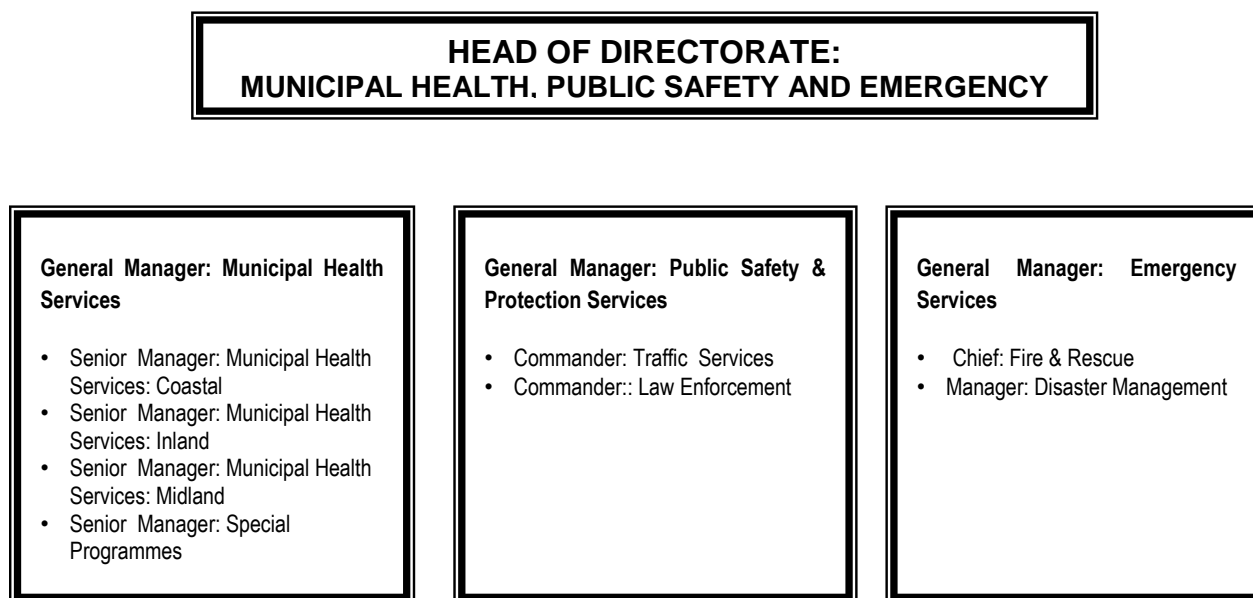 HEAD OF DIRECTORATE:
MUNICIPAL HEALTH, PUBLIC SAFETY AND EMERGENCY
General Manager: Municipal Health
Services
• Senior Manager: Municipal Health
Services: Coastal
• Senior Manager: Municipal Health
Services: Inland
• Senior Manager: Municipal Health
Services: Midland
• Senior Manager: Special
Programmes
General Manager: Public Safety &
Protection Services
• Commander: Traffic Services
• Commander:: Law Enforcement
General Manager: Emergency
Services
• Chief: Fire & Rescue
• Manager: Disaster Management